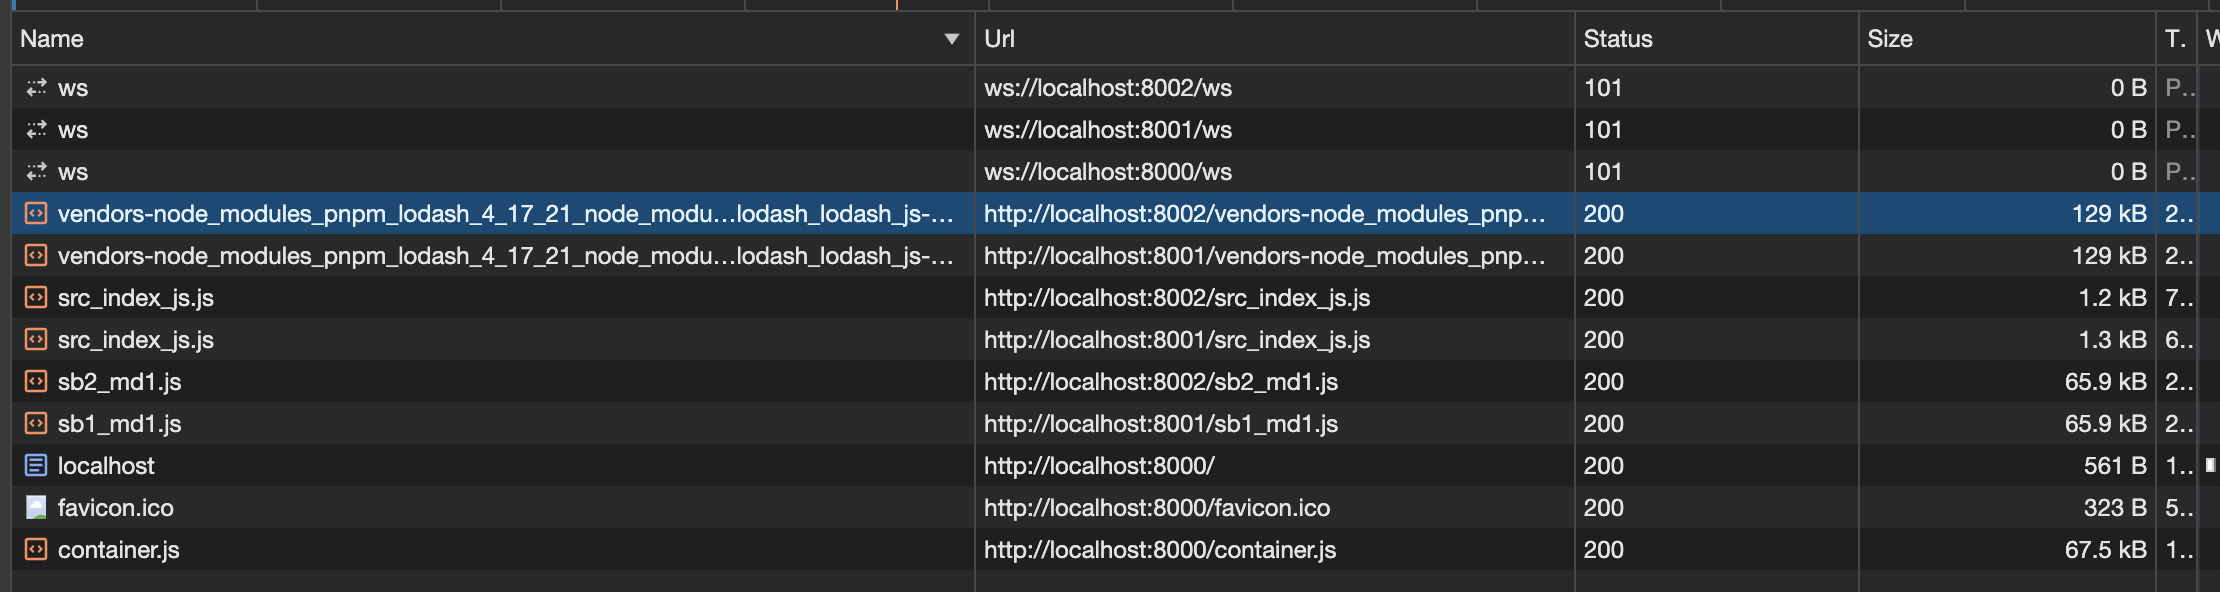 Name Url Status Size T. W
ws ws://localhost:8002/ws 101 0 B P..
ws ws://localhost:8001/ws 101 0 B P..
ws ws://localhost:8000/ws 101 0 B P..
vendors-node_modules_pnpm_lodash_4_17_21_node_modu…lodash_lodash_js-… http://localhost:8002/vendors-node_modules_pnp… 200 129 kB 2..
vendors-node_modules_pnpm_lodash_4_17_21_node_modu…lodash_lodash_js-… http://localhost:8001/vendors-node_modules_pnp… 200 129 kB 2..
src_index_js.js http://localhost:8002/src_index_js.js 200 1.2 kB 7..
src_index_js.js http://localhost:8001/src_index_js.js 200 1.3 kB 6..
sb2_md1.js http://localhost:8002/sb2_md1.js 200 65.9 kB 2..
sb1_md1.js http://localhost:8001/sb1_md1.js 200 65.9 kB 2..
localhost http://localhost:8000/ 200 561 B 1..
favicon.ico http://localhost:8000/favicon.ico 200 323 B 5..
container.js http://localhost:8000/container.js 200 67.5 kB 1..